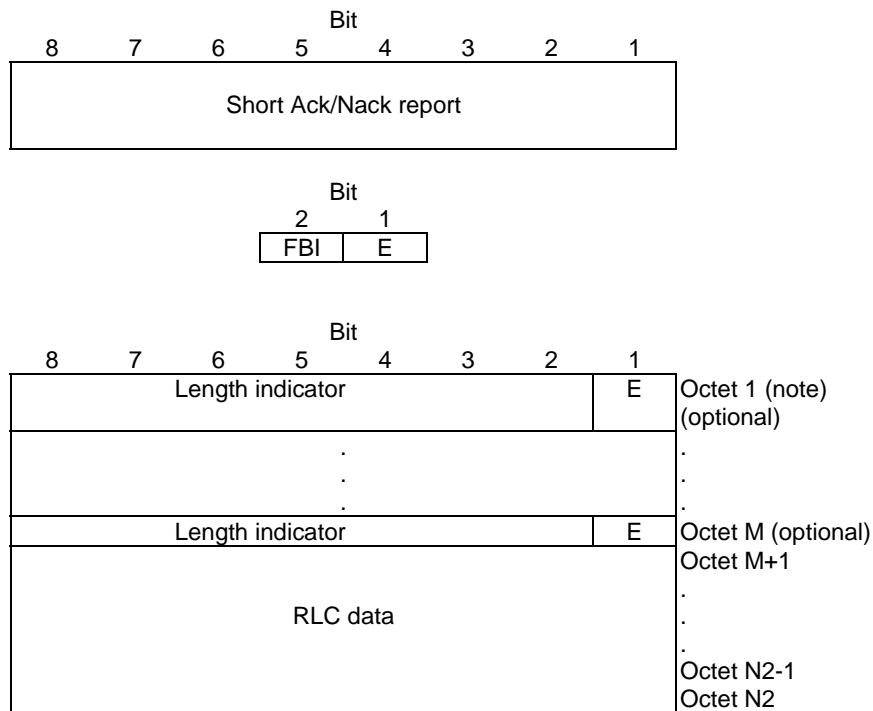 Bit
8 7 6 5 4 3 2 1
Short Ack/Nack report
Bit
2 1
FBI E
Bit
8 7 6 5 4 3 2 1
Length indicator E Octet 1 (note)
(optional)
. .
. .
. .
Length indicator E Octet M (optional)
Octet M+1
.
RLC data .
.
Octet N2-1
Octet N2